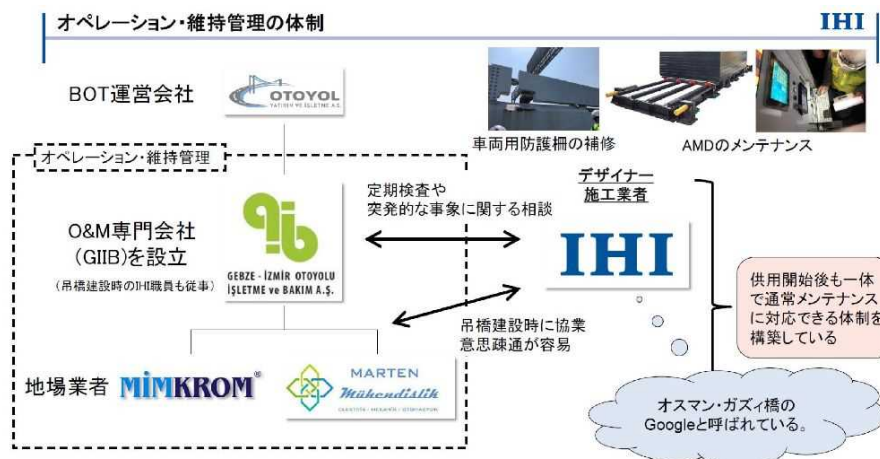 オペレーション・維持管理の体制
IHI
BOT運営会社
OTOYOL
YATIRIM VE İŞLETME A.Ş.
車両用防護柵の補修
AMDのメンテナンス
オペレーション・維持管理
デザイナー
施工業者
定期検査や
突発的な事象に関する相談
O&M専門会社
(GIIB)を設立
(吊橋建設時のIHI職員も従事)
gib
GEBZE - İZMİR OTOYOLU
İŞLETME ve BAKIM A.Ş.
IHI
供用開始後も一体
で通常メンテナンス
に対応できる体制を
構築している
吊橋建設時に協業
意思疎通が容易
地場業者
MİMKROM®
MARTEN
Mühendislik
オスマン・ガズィ橋の
Googleと呼ばれている。